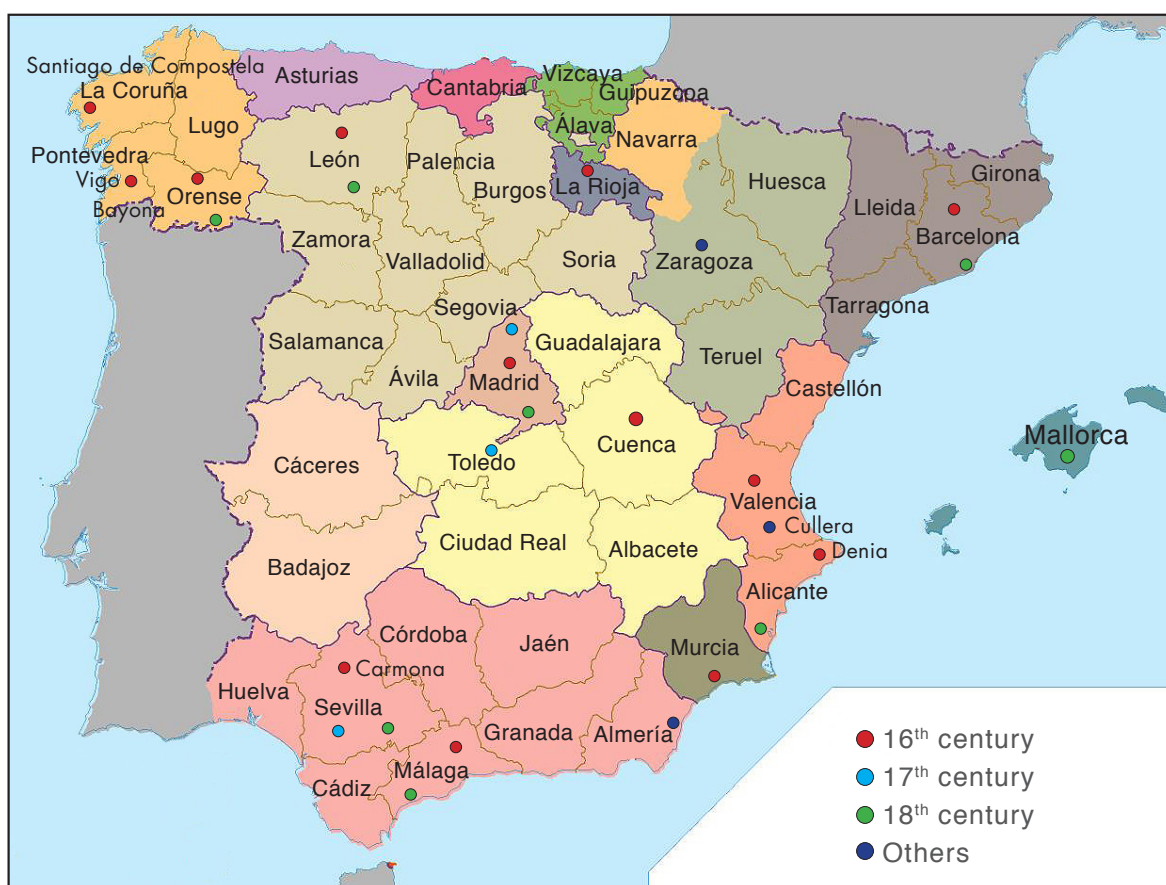 Santiago de Compostela
La Coruña
Lugo
Pontevedra
Vigo
Bayona
Orense
Asturias
Cantabria
Vizcaya
Guipuzcoa
Álava
Navarra
La Rioja
León
Palencia
Burgos
Zamora
Valladolid
Soria
Segovia
Salamanca
Ávila
Huesca
Zaragoza
Teruel
Lleida
Girona
Barcelona
Tarragona
Madrid
Guadalajara
Cuenca
Toledo
Ciudad Real
Albacete
Cáceres
Badajoz
Castellón
Valencia
Cullera
Denia
Alicante
Mallorca
Murcia
Huelva
Carmona
Sevilla
Córdoba
Jaén
Cádiz
Málaga
Granada
Almería
16th century
17th century
18th century
Others